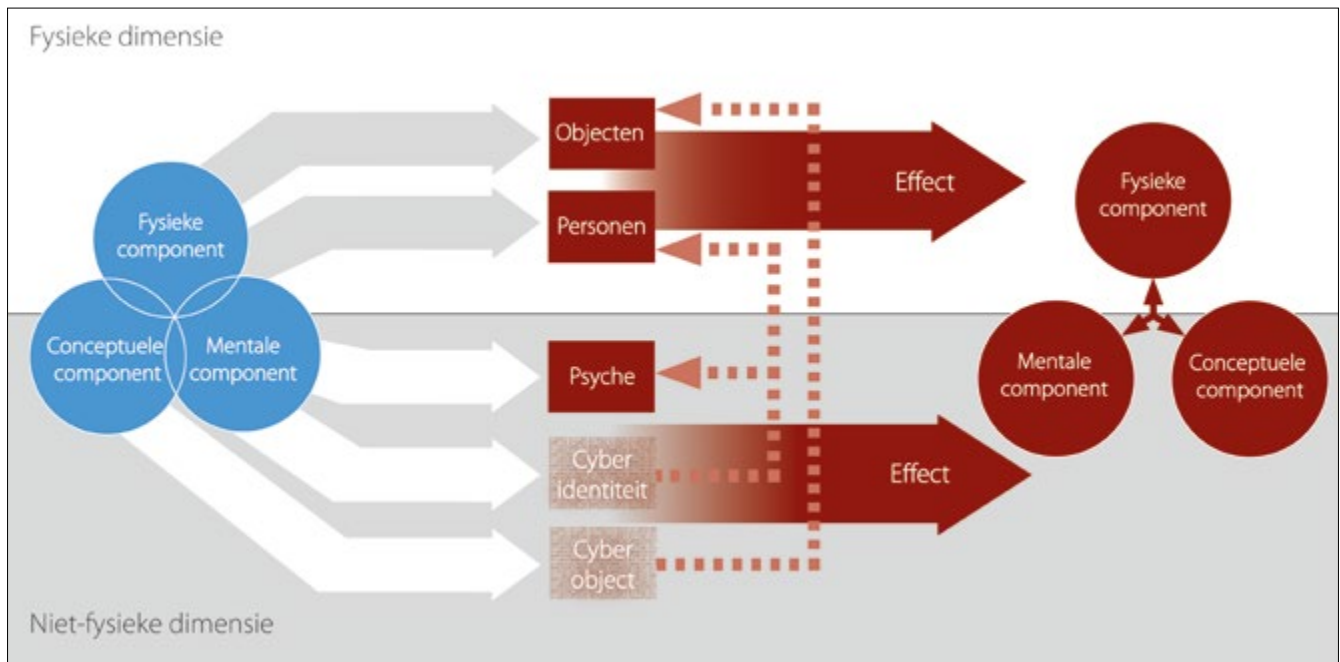 Fysieke dimensie
Fysieke
component
Conceptuele
component
Mentale
component
Objecten
Personen
Psyche
Cyber
identiteit
Cyber
object
Effect
Effect
Fysieke
component
Mentale
component
Conceptuele
component
Niet-fysieke dimensie